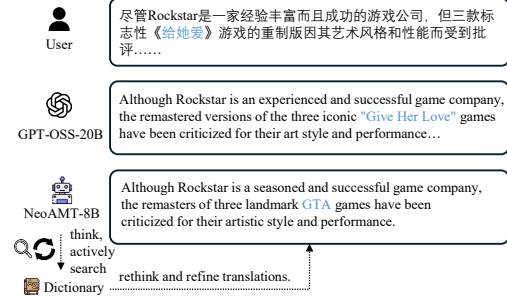 尽管Rockstar是一家经验丰富而且成功的游戏公司，但三款标
志性《给她爱》游戏的重制版因其艺术风格和性能而受到批
评……
User
Although Rockstar is an experienced and successful game company,
the remastered versions of the three iconic "Give Her Love" games
have been criticized for their art style and performance…
GPT-OSS-20B
Although Rockstar is a seasoned and successful game company,
the remasters of three landmark GTA games have been
criticized for their artistic style and performance.
NeoAMT-8B
think,
actively
search
Dictionary
rethink and refine translations.